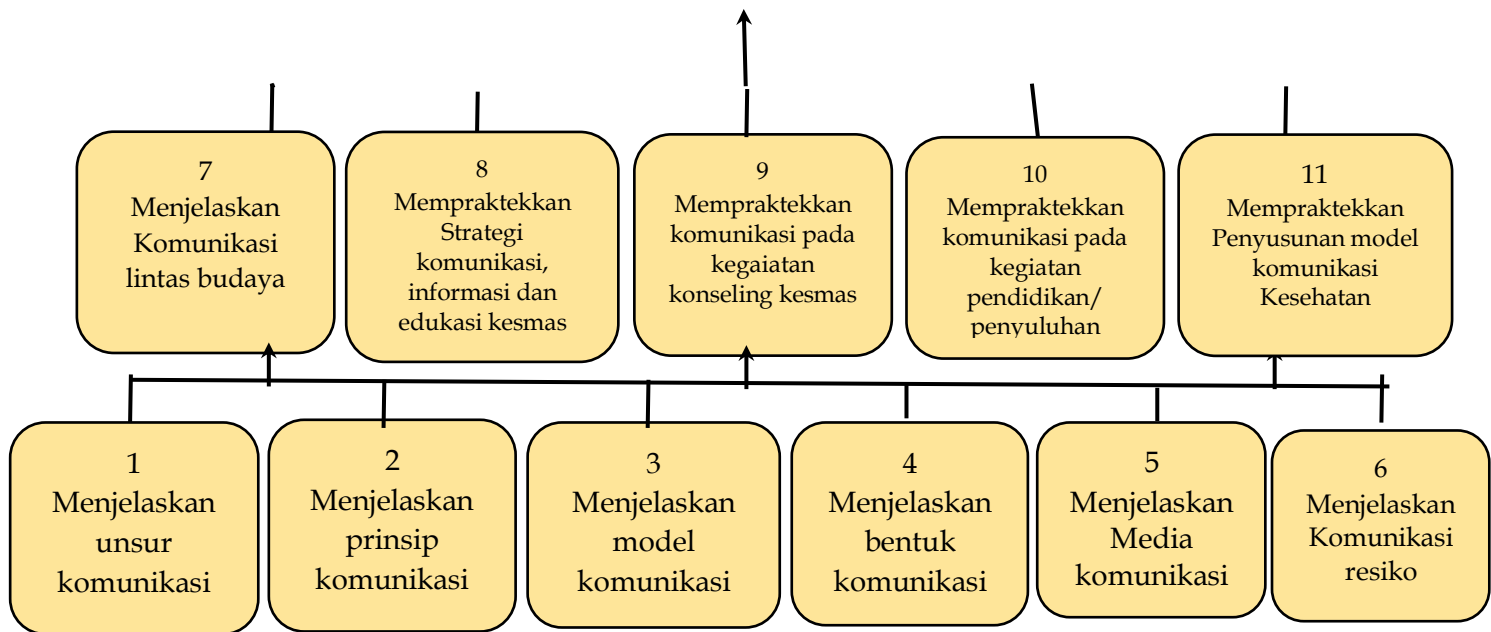 7
Menjelaskan
Komunikasi
lintas budaya
8
Mempraktekkan
Strategi
komunikasi,
informasi dan
edukasi kesmas
9
Mempraktekkan
komunikasi pada
kegaiatan
konseling kesmas
10
Mempraktekkan
komunikasi pada
kegiatan
pendidikan/
penyuluhan
11
Mempraktekkan
Penyusunan model
komunikasi
Kesehatan
1
Menjelaskan
unsur
komunikasi
2
Menjelaskan
prinsip
komunikasi
3
Menjelaskan
model
komunikasi
4
Menjelaskan
bentuk
komunikasi
5
Menjelaskan
Media
komunikasi
6
Menjelaskan
Komunikasi
resiko